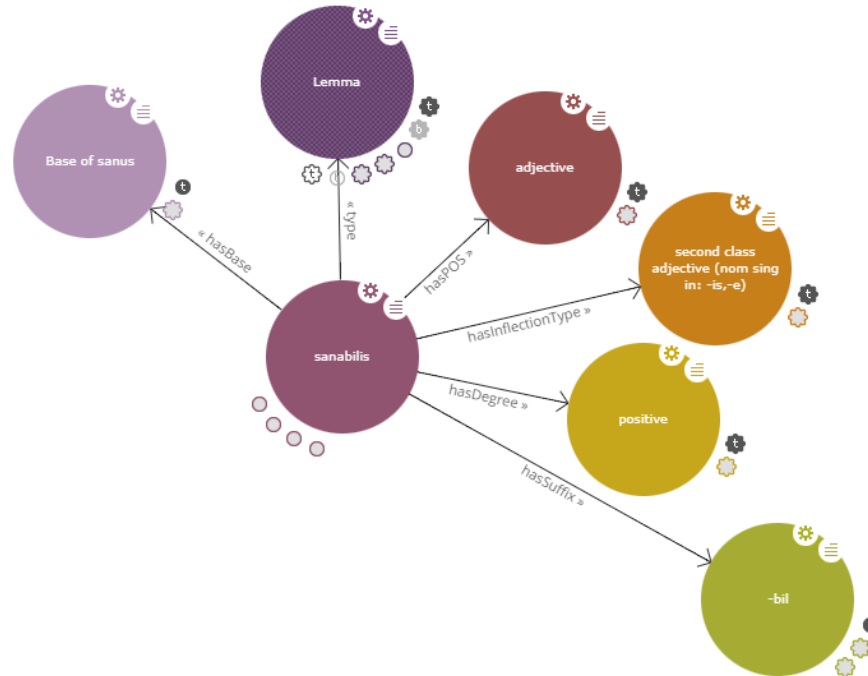 Lemma
Base of sanus
t
b
t
t
t
adjective
t
« hasBase
« type
hasPOS »
second class
adjective (nom sing
in: -is,-e)
t
hasInflectionType »
sanabilis
hasDegree »
positive
t
hasSuffix »
-bil